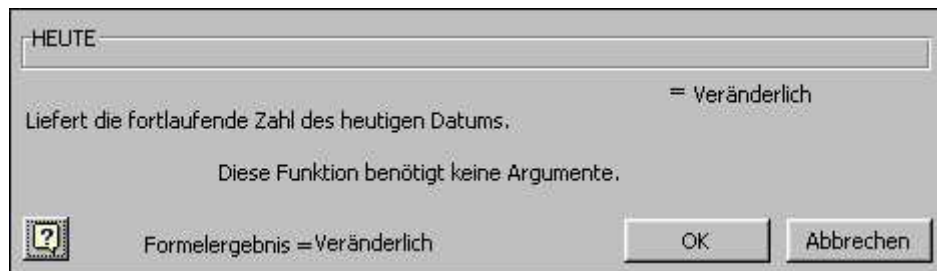 HEUTE
= Veränderlich
Liefert die fortlaufende Zahl des heutigen Datums.
Diese Funktion benötigt keine Argumente.
?
Formelergebnis =Veränderlich
OK
Abbrechen